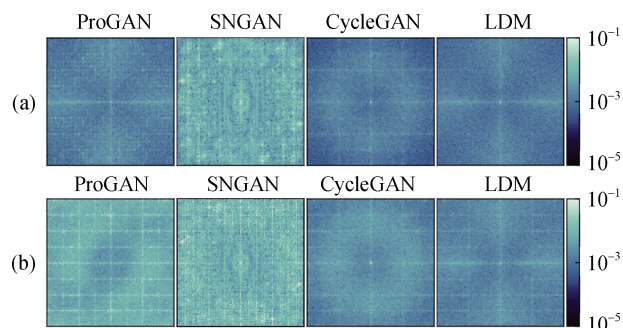 ProGAN SNGAN CycleGAN LDM
10⁻¹
(a)
10⁻³
10⁻⁵
ProGAN SNGAN CycleGAN LDM
10⁻¹
(b)
10⁻³
10⁻⁵